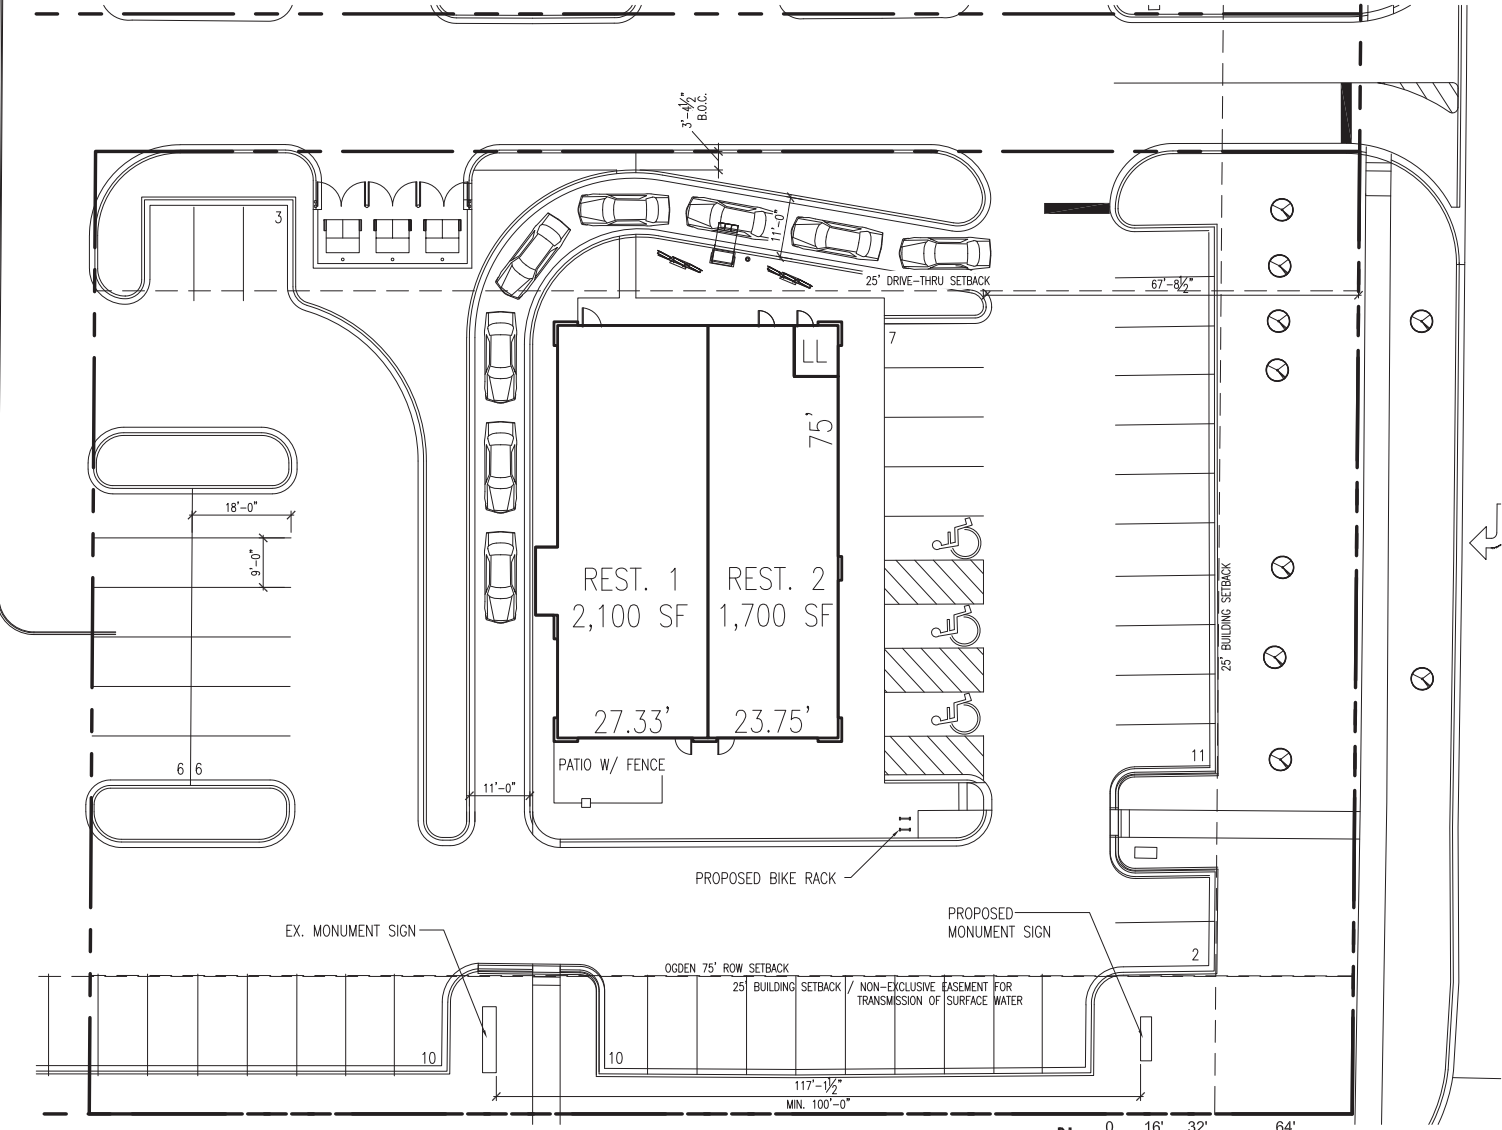 3'-4½"
B.O.C.
3
11'-0"
25' DRIVE-THRU SETBACK
67'-8½"
7
LL
75'
18'-0"
9'-0"
REST. 1
2,100 SF
REST. 2
1,700 SF
25' BUILDING SETBACK
27.33'
23.75'
6 6
PATIO W/ FENCE
11
11'-0"
PROPOSED BIKE RACK
EX. MONUMENT SIGN
PROPOSED
MONUMENT SIGN
2
OGDEN 75' ROW SETBACK
25' BUILDING SETBACK / NON-EXCLUSIVE EASEMENT FOR
TRANSMISSION OF SURFACE WATER
10
10
117'-1½"
MIN. 100'-0"
0 16' 32' 64'